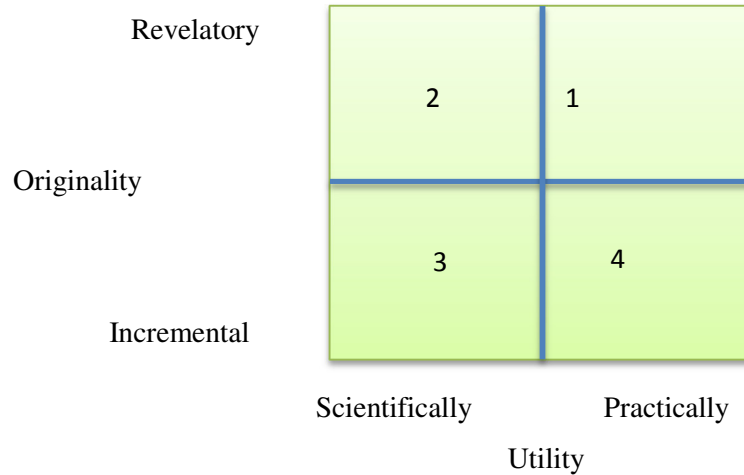 Revelatory
2 1
Originality
3 4
Incremental
Scientifically Practically
Utility